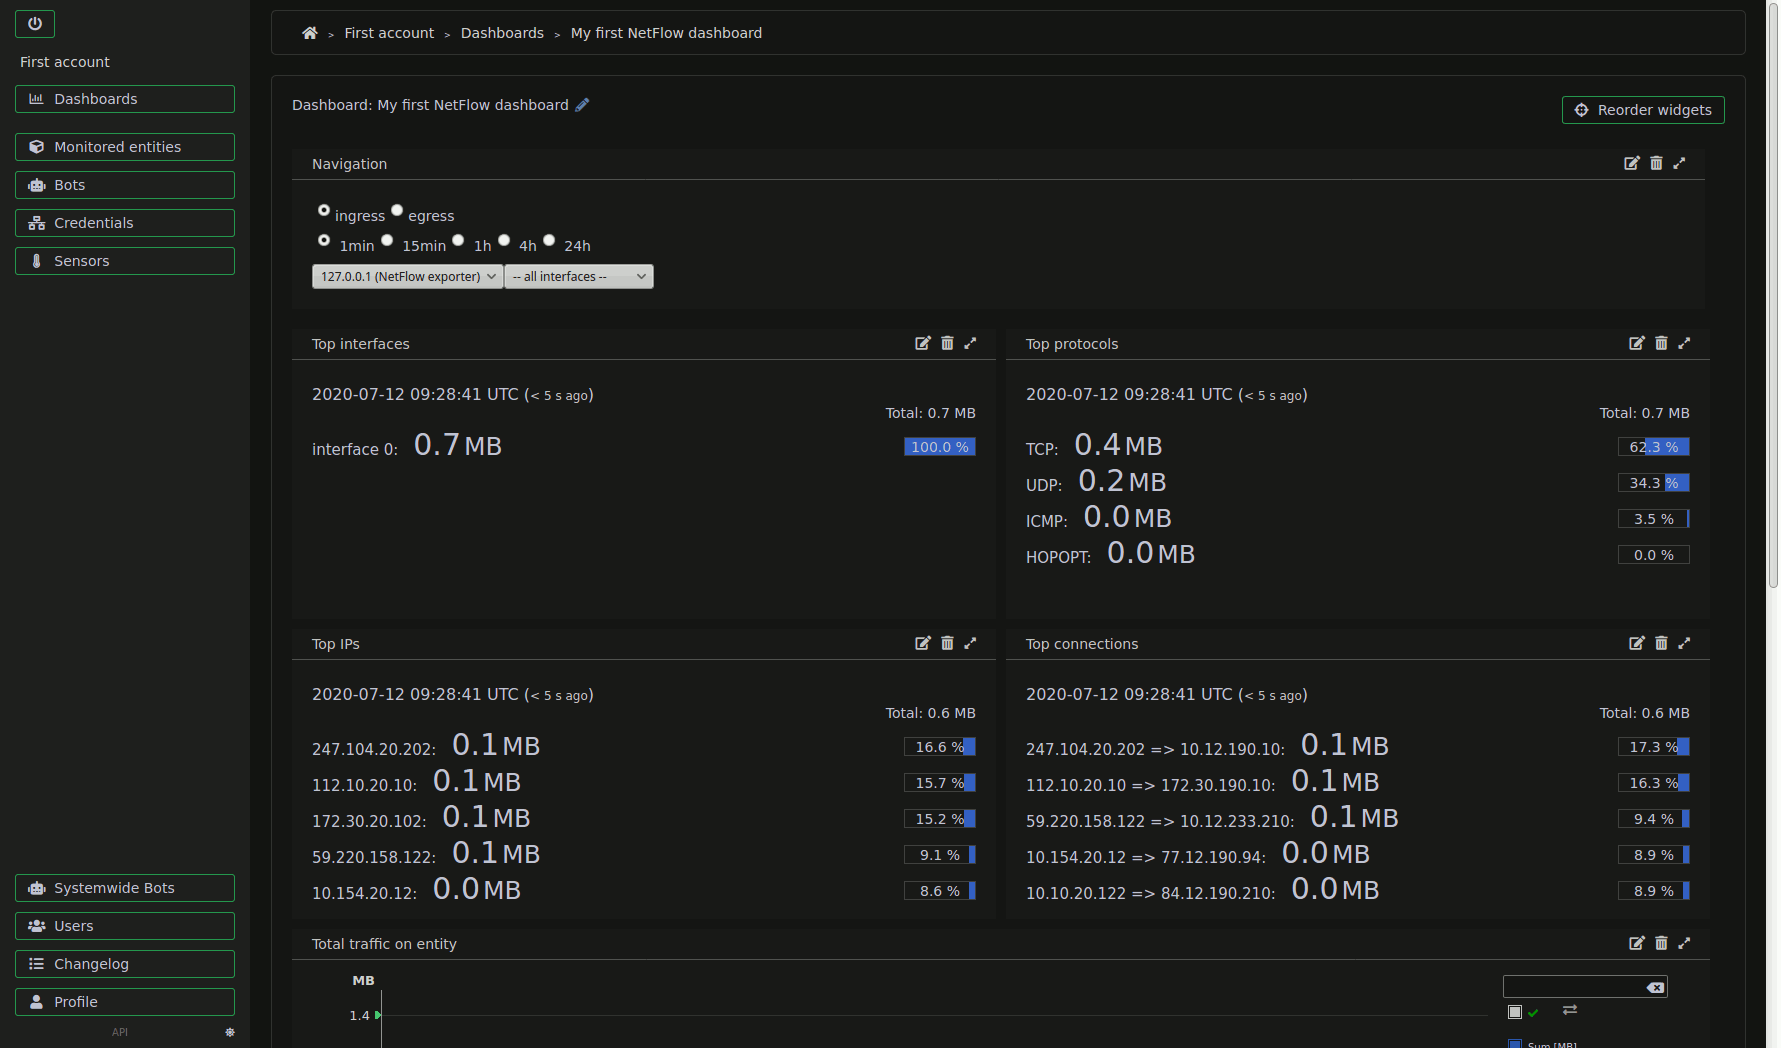 First account
Dashboards
Monitored entities
Bots
Credentials
Sensors
Systemwide Bots
Users
Changelog
Profile
API
> First account > Dashboards > My first NetFlow dashboard
Dashboard: My first NetFlow dashboard
Reorder widgets
Navigation
ingress egress
1min 15min 1h 4h 24h
127.0.0.1 (NetFlow exporter) -- all interfaces --
Top interfaces
2020-07-12 09:28:41 UTC (< 5 s ago)
Total: 0.7 MB
interface 0: 0.7 MB 100.0 %
Top protocols
2020-07-12 09:28:41 UTC (< 5 s ago)
Total: 0.7 MB
TCP: 0.4 MB 62.3 %
UDP: 0.2 MB 34.3 %
ICMP: 0.0 MB 3.5 %
HOPOPT: 0.0 MB 0.0 %
Top IPs
2020-07-12 09:28:41 UTC (< 5 s ago)
Total: 0.6 MB
247.104.20.202: 0.1 MB 16.6 %
112.10.20.10: 0.1 MB 15.7 %
172.30.20.102: 0.1 MB 15.2 %
59.220.158.122: 0.1 MB 9.1 %
10.154.20.12: 0.0 MB 8.6 %
Top connections
2020-07-12 09:28:41 UTC (< 5 s ago)
Total: 0.6 MB
247.104.20.202 => 10.12.190.10: 0.1 MB 17.3 %
112.10.20.10 => 172.30.190.10: 0.1 MB 16.3 %
59.220.158.122 => 10.12.233.210: 0.1 MB 9.4 %
10.154.20.12 => 77.12.190.94: 0.0 MB 8.9 %
10.10.20.122 => 84.12.190.210: 0.0 MB 8.9 %
Total traffic on entity
MB
1.4
Sum [MB]